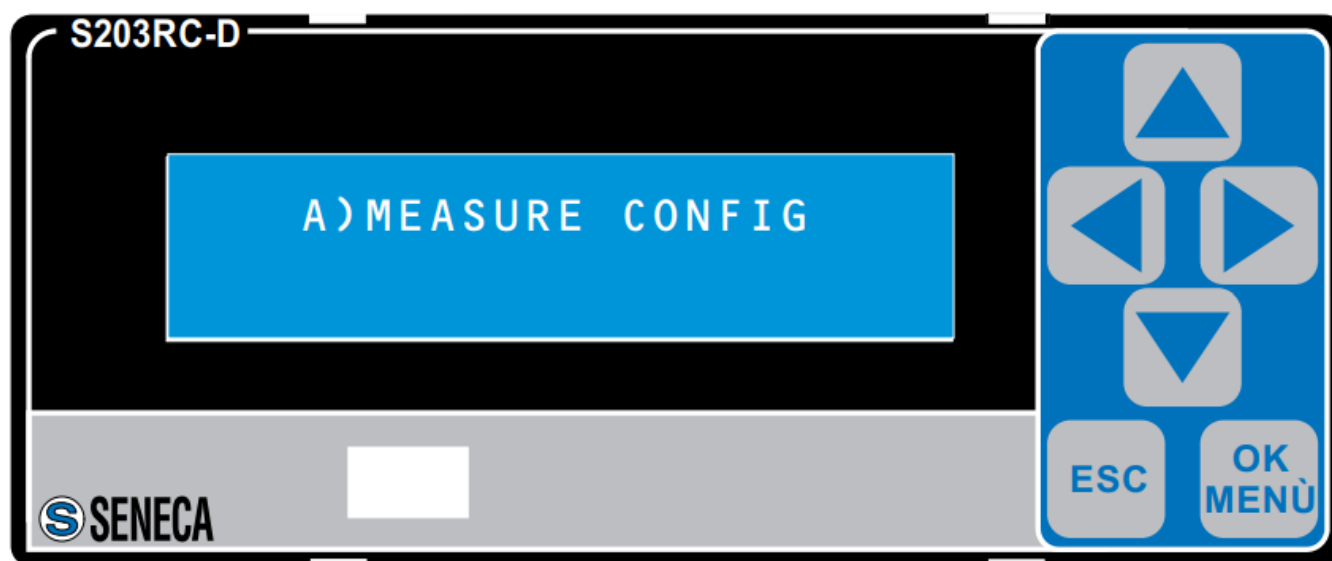 S203RC-D
A)MEASURE CONFIG
ESC
OK
MENÙ
S SENECA